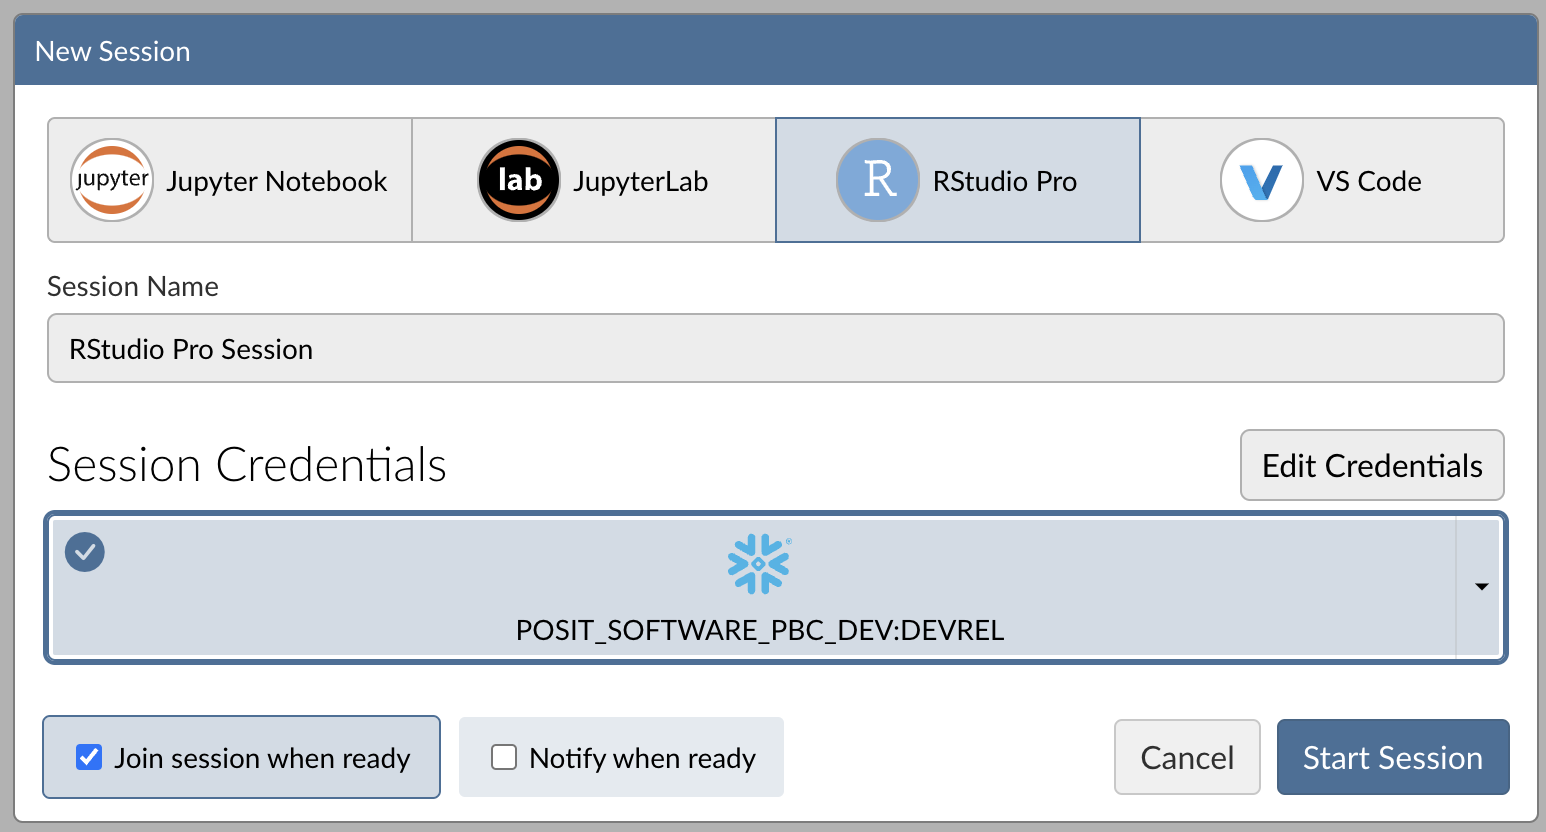 New Session
jupyter Jupyter Notebook
lab JupyterLab
R RStudio Pro
VS Code
Session Name
RStudio Pro Session
Session Credentials
Edit Credentials
®
POSIT_SOFTWARE_PBC_DEV:DEVREL
Join session when ready
Notify when ready
Cancel
Start Session